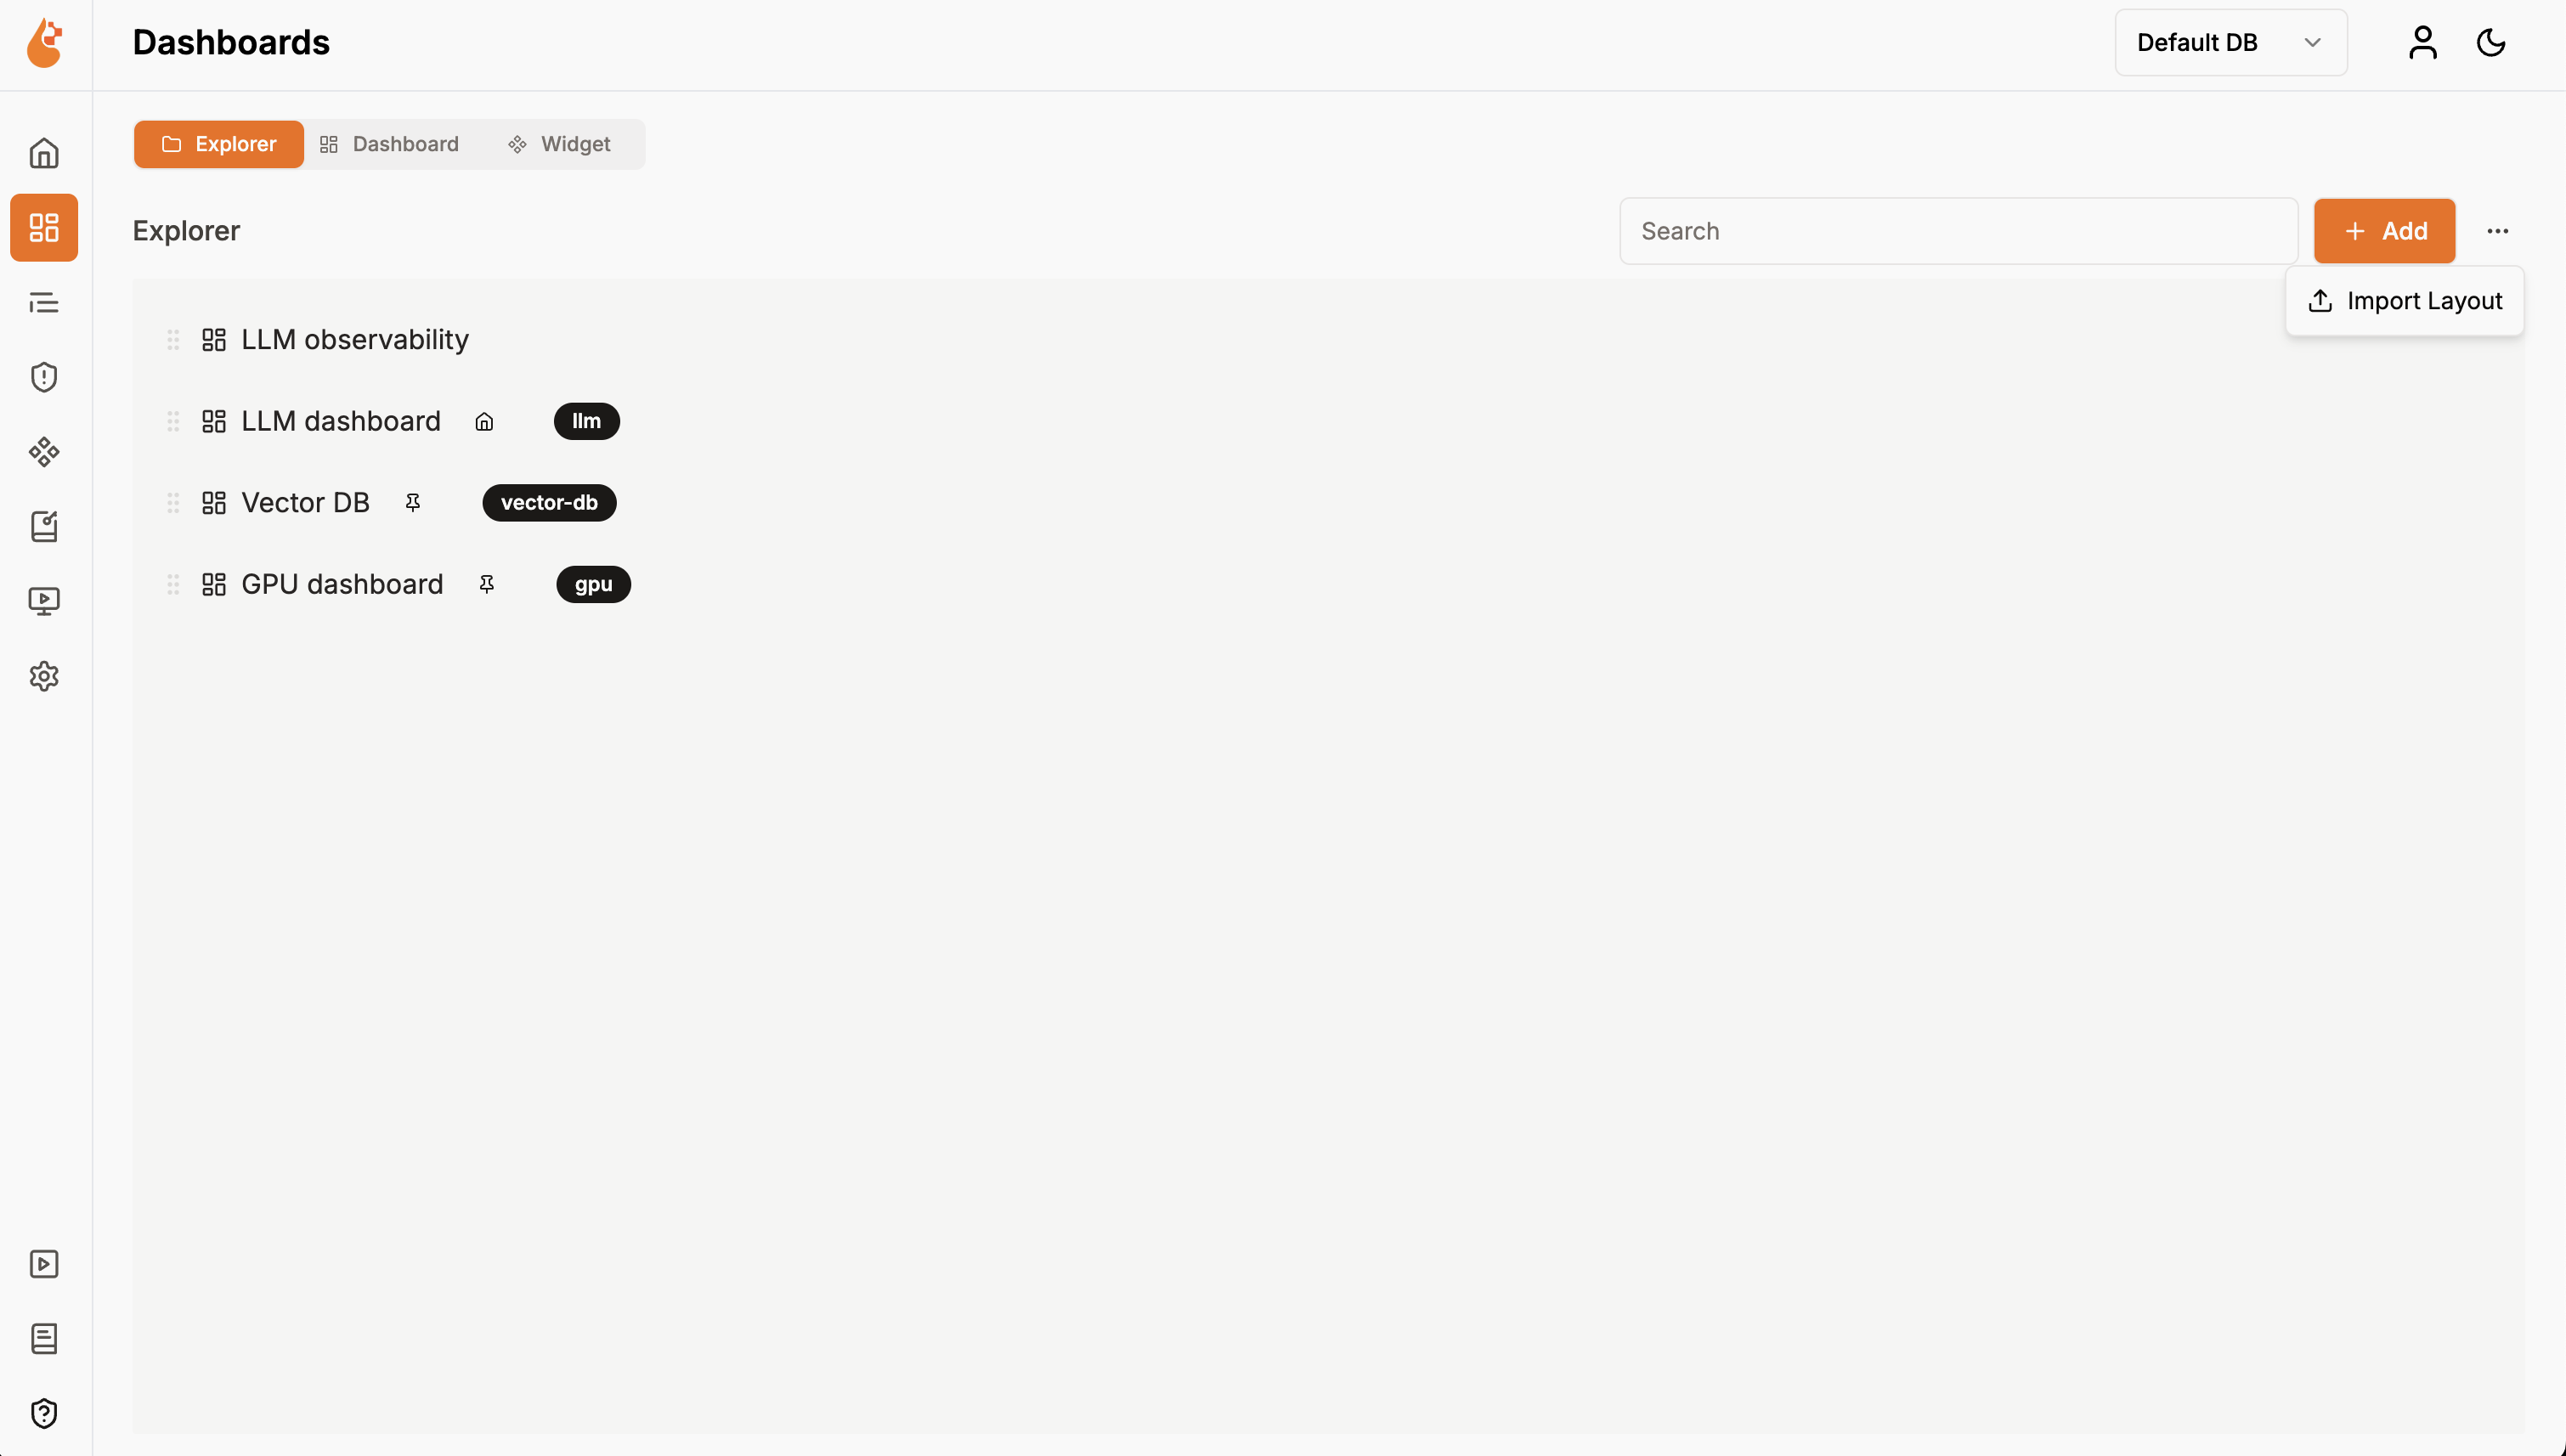 Dashboards
Default DB
Explorer
Dashboard
Widget
Explorer
Search
Add
Import Layout
LLM observability
LLM dashboard
llm
Vector DB
vector-db
GPU dashboard
gpu